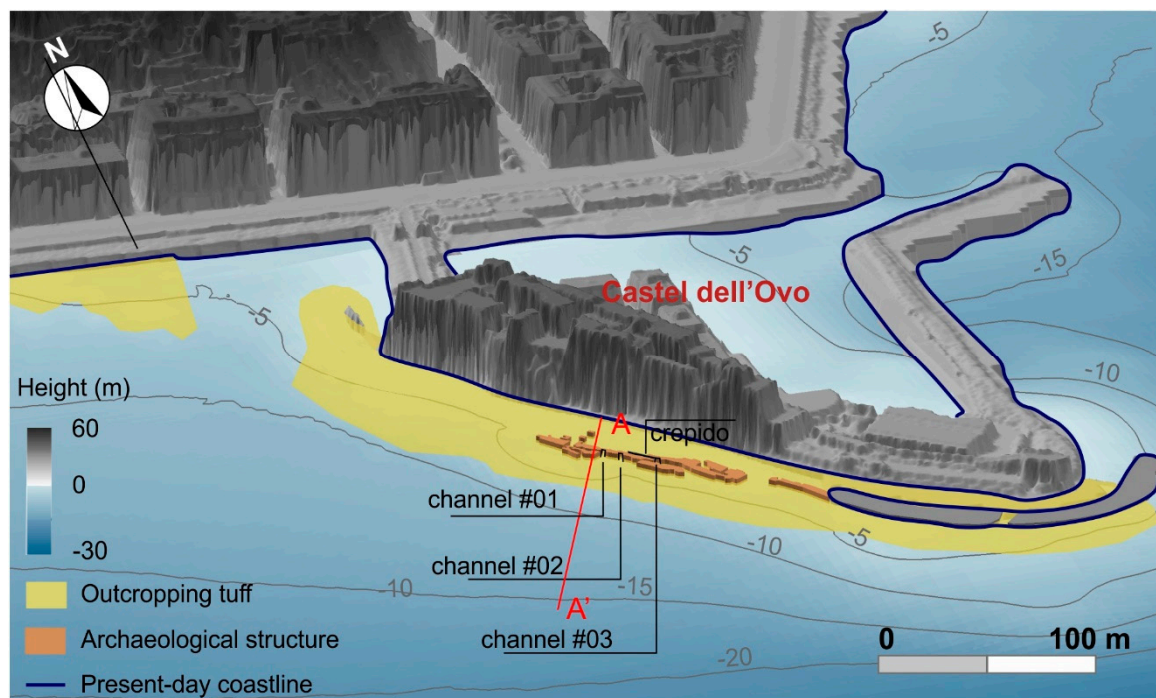 N
-5
-5
-15
Castel dell'Ovo
-5
-10
Height (m)
60
0
-30
A
crepido
channel #01
channel #02
-10
-5
-10
-15
A'
channel #03
-20
Outcropping tuff
Archaeological structure
Present-day coastline
0 100 m